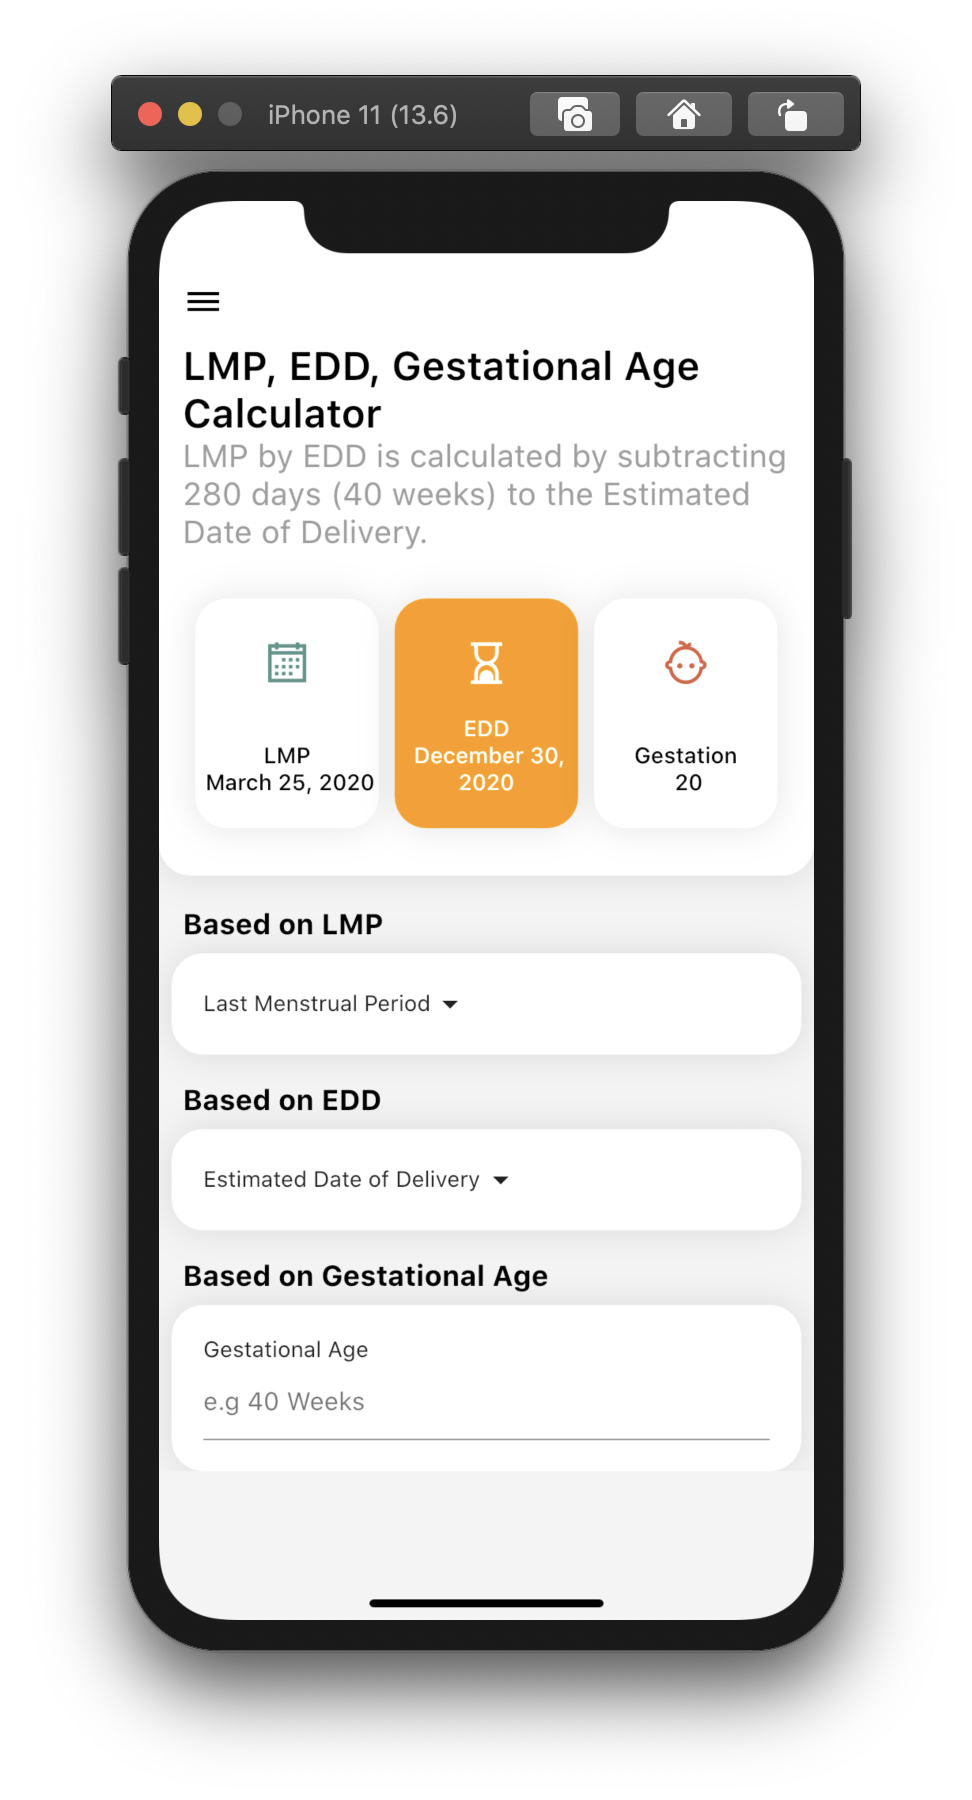 iPhone 11 (13.6)
LMP, EDD, Gestational Age
Calculator
LMP by EDD is calculated by subtracting
280 days (40 weeks) to the Estimated
Date of Delivery.
LMP
March 25, 2020
EDD
December 30,
2020
Gestation
20
Based on LMP
Last Menstrual Period
Based on EDD
Estimated Date of Delivery
Based on Gestational Age
Gestational Age
e.g 40 Weeks